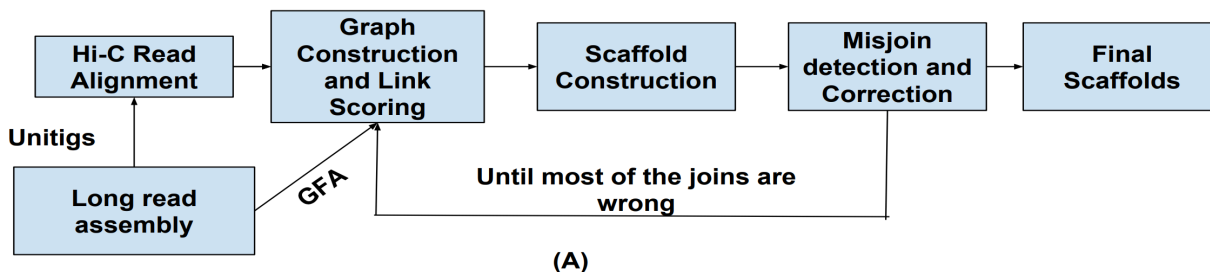 Hi-C Read
Alignment
Graph
Construction
and Link
Scoring
Scaffold
Construction
Misjoin
detection and
Correction
Final
Scaffolds
Unitigs
Long read
assembly
GFA
Until most of the joins are
wrong
(A)